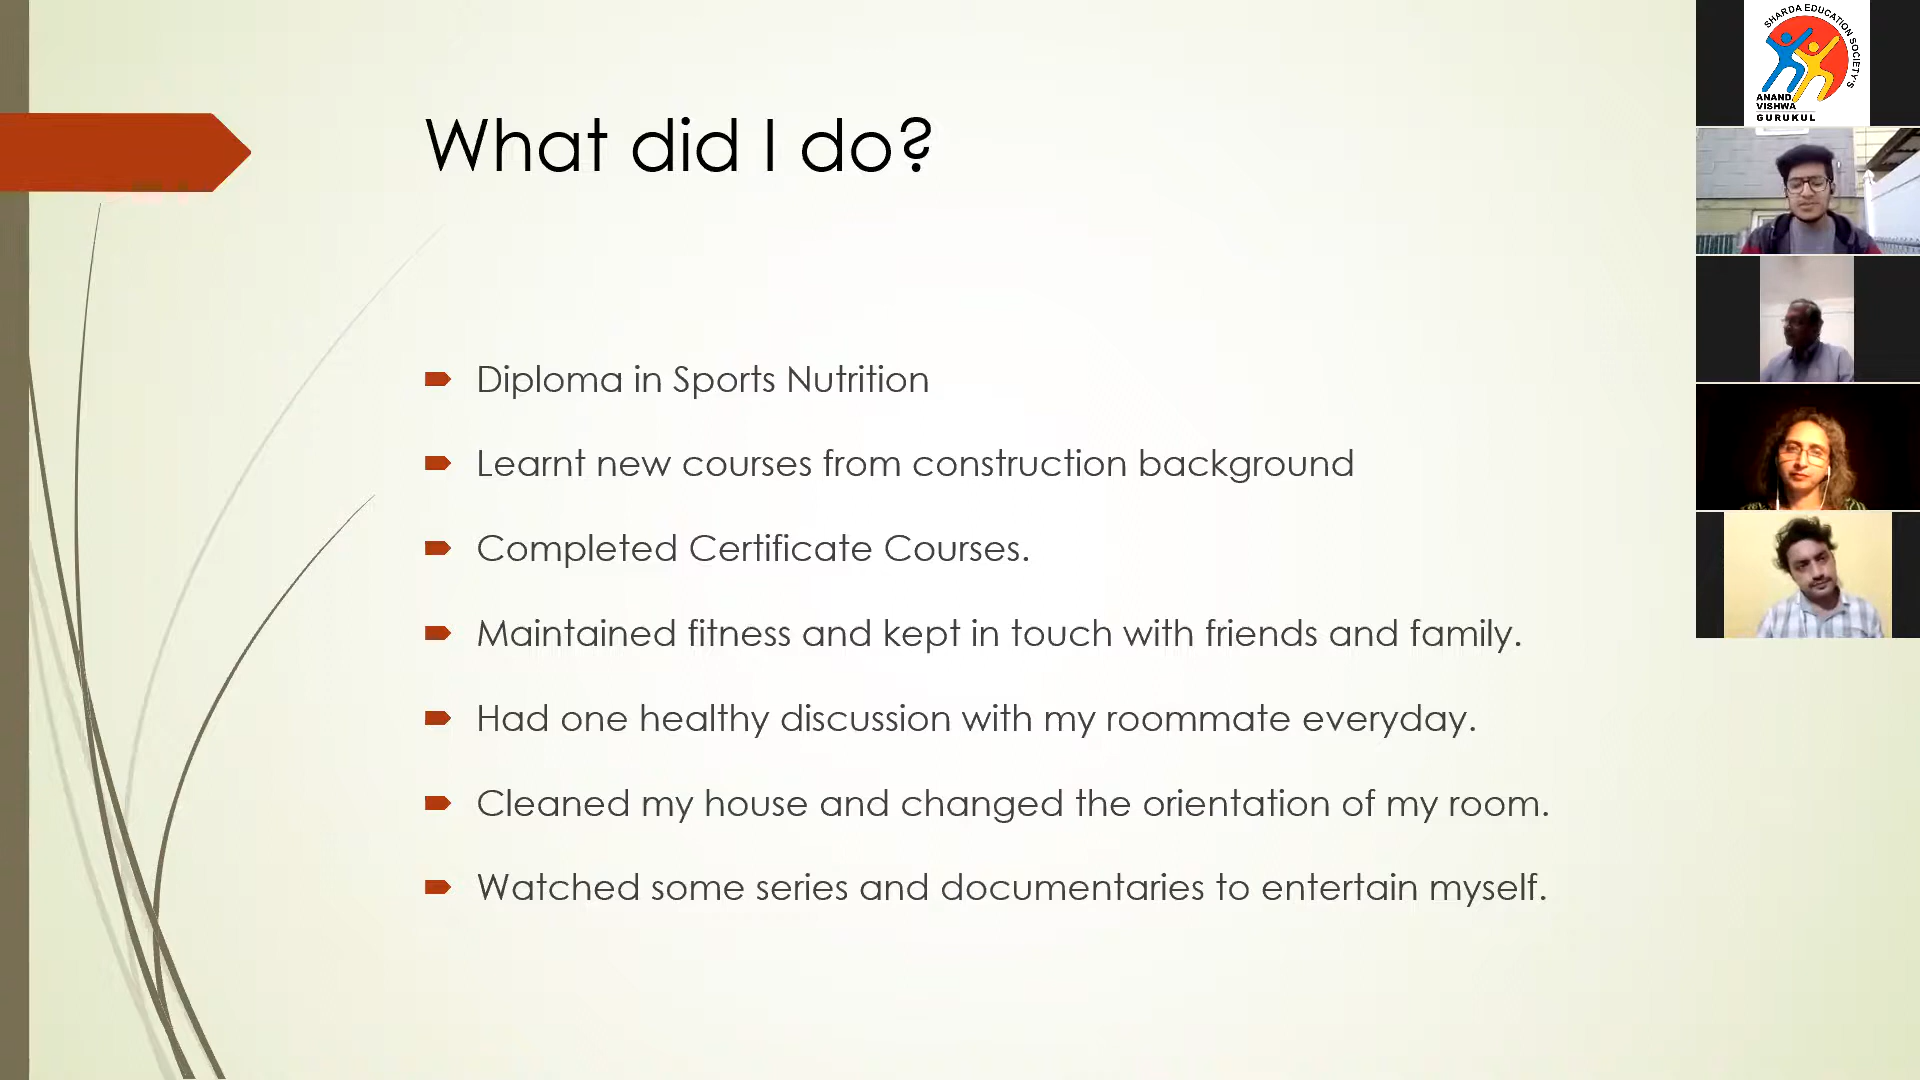 What did I do?
Diploma in Sports Nutrition
Learnt new courses from construction background
Completed Certificate Courses.
Maintained fitness and kept in touch with friends and family.
Had one healthy discussion with my roommate everyday.
Cleaned my house and changed the orientation of my room.
Watched some series and documentaries to entertain myself.
SHARDA EDUCATION SOCIETY'S
ANAND
VISHWA
GURUKUL